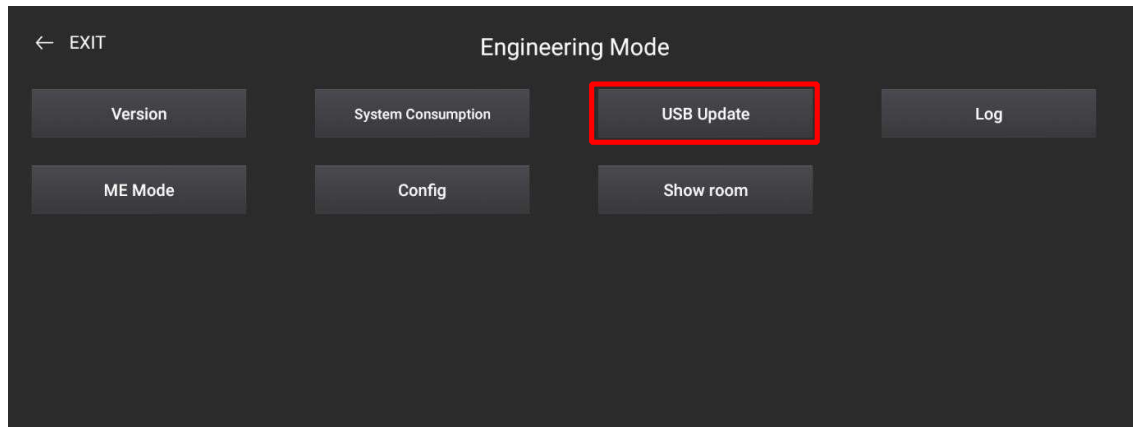 ← EXIT
Engineering Mode
Version
System Consumption
USB Update
Log
ME Mode
Config
Show room